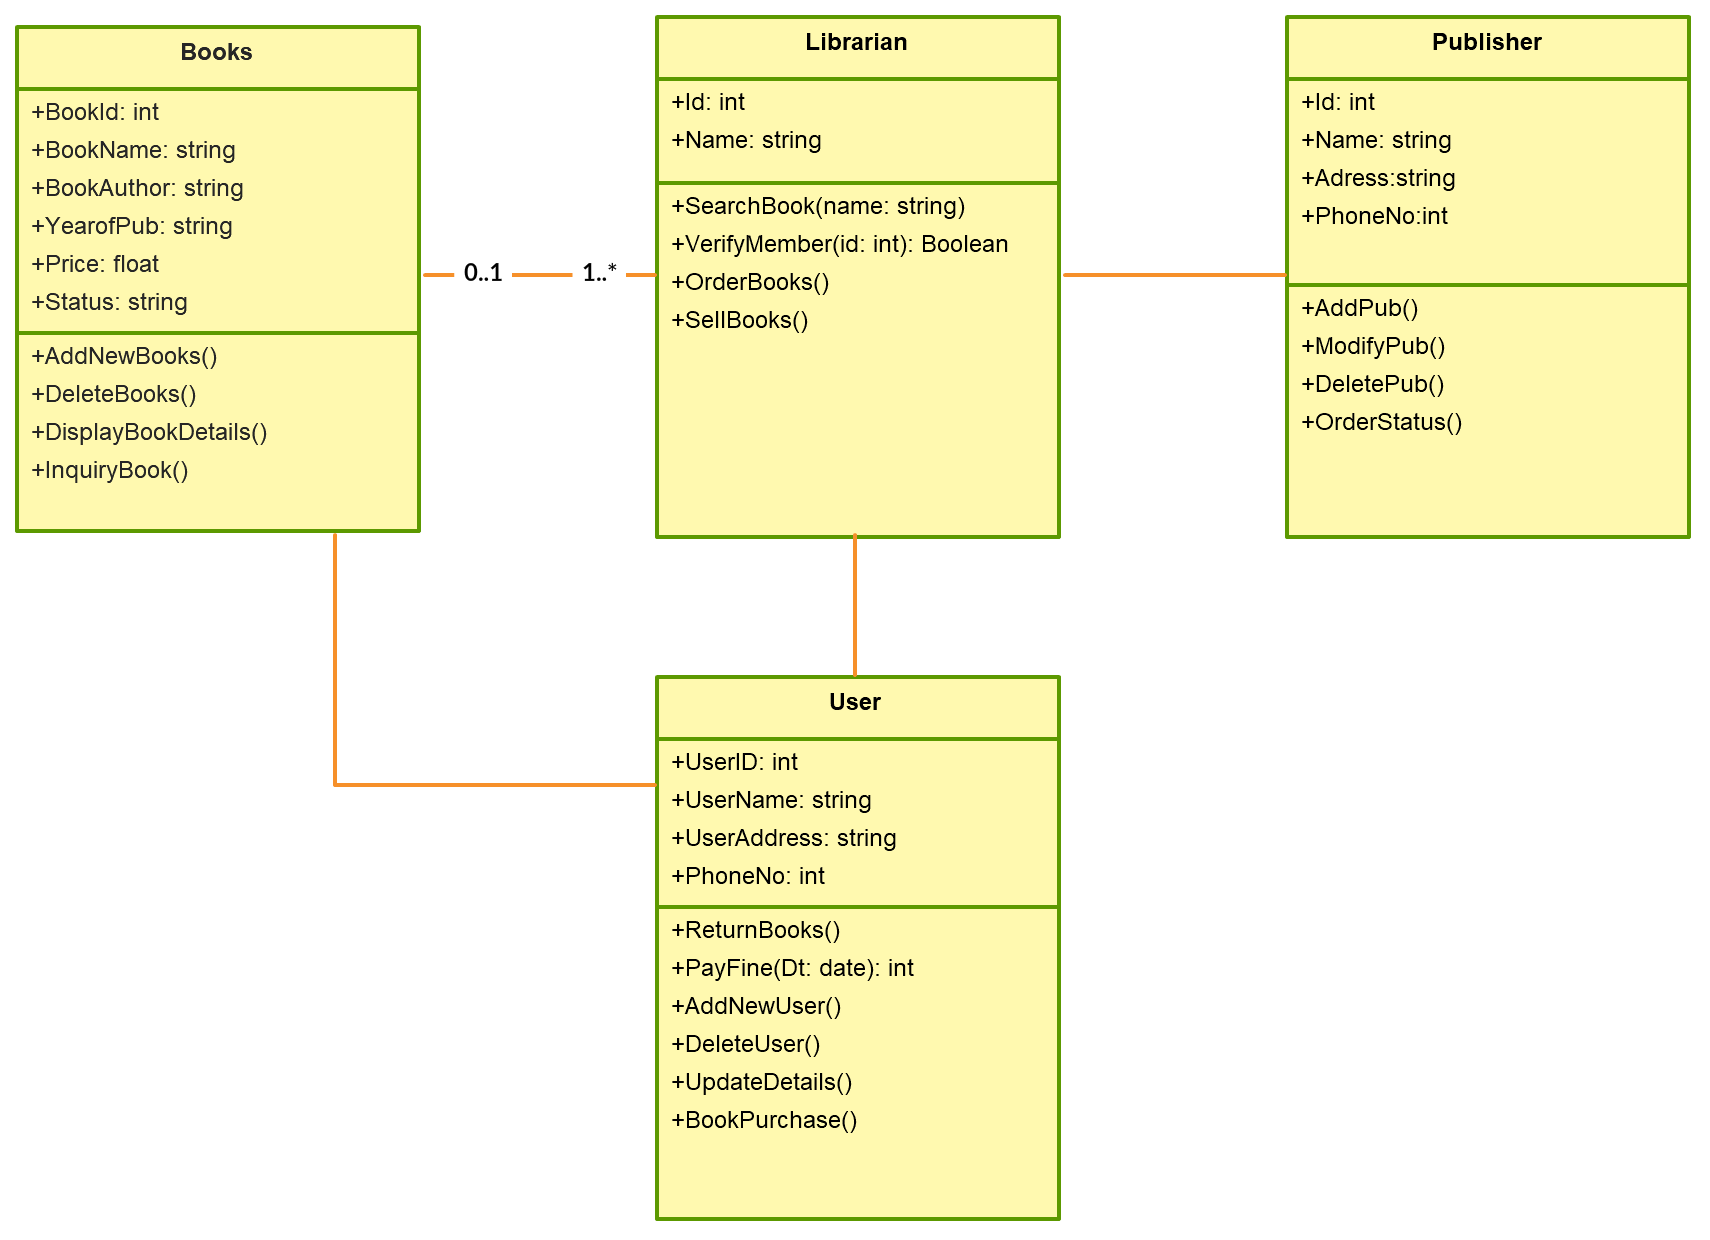 Books
+BookId: int
+BookName: string
+BookAuthor: string
+YearofPub: string
+Price: float
+Status: string
+AddNewBooks()
+DeleteBooks()
+DisplayBookDetails()
+InquiryBook()
0..1
1..*
Librarian
+Id: int
+Name: string
+SearchBook(name: string)
+VerifyMember(id: int): Boolean
+OrderBooks()
+SellBooks()
Publisher
+Id: int
+Name: string
+Adress:string
+PhoneNo:int
+AddPub()
+ModifyPub()
+DeletePub()
+OrderStatus()
User
+UserID: int
+UserName: string
+UserAddress: string
+PhoneNo: int
+ReturnBooks()
+PayFine(Dt: date): int
+AddNewUser()
+DeleteUser()
+UpdateDetails()
+BookPurchase()